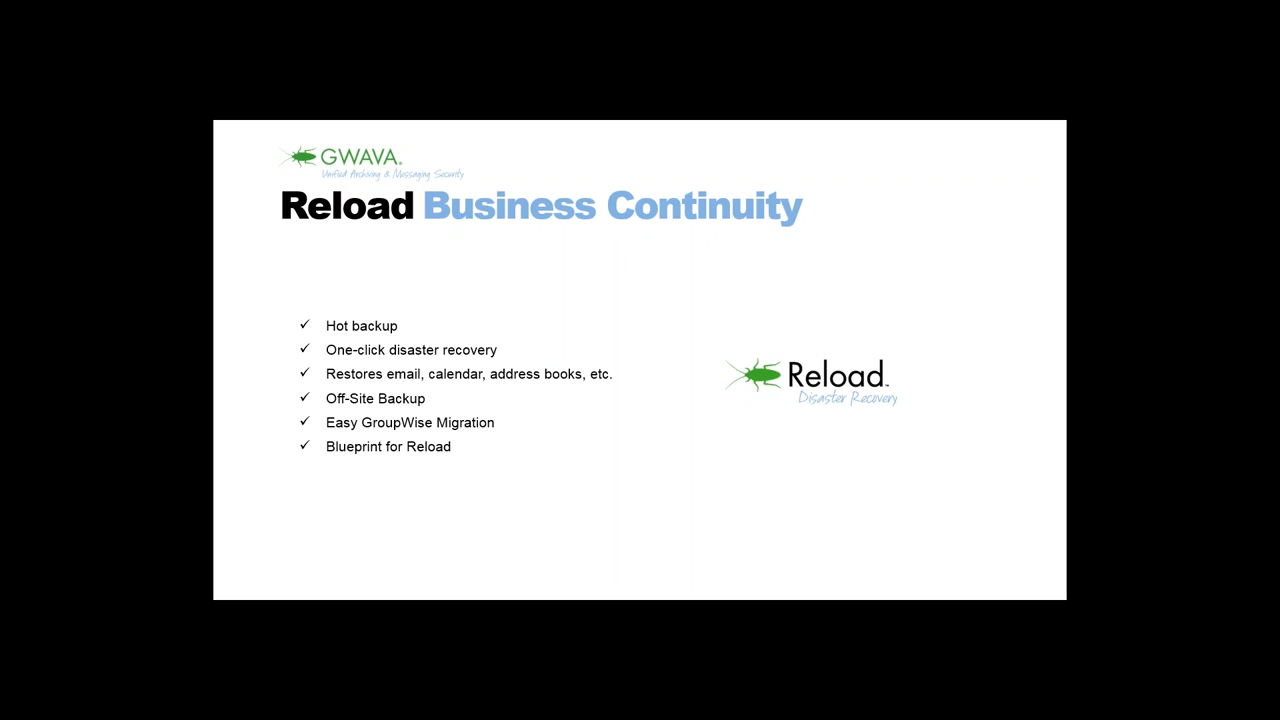 GWAVA®
Unified Archiving & Messaging Security
Reload Business Continuity
✓ Hot backup
✓ One-click disaster recovery
✓ Restores email, calendar, address books, etc.
✓ Off-Site Backup
✓ Easy GroupWise Migration
✓ Blueprint for Reload
Reload™
Disaster Recovery